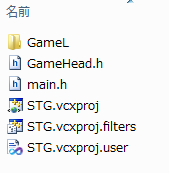 名前
GameL
GameHead.h
main.h
STG.vcxproj
STG.vcxproj.filters
STG.vcxproj.user